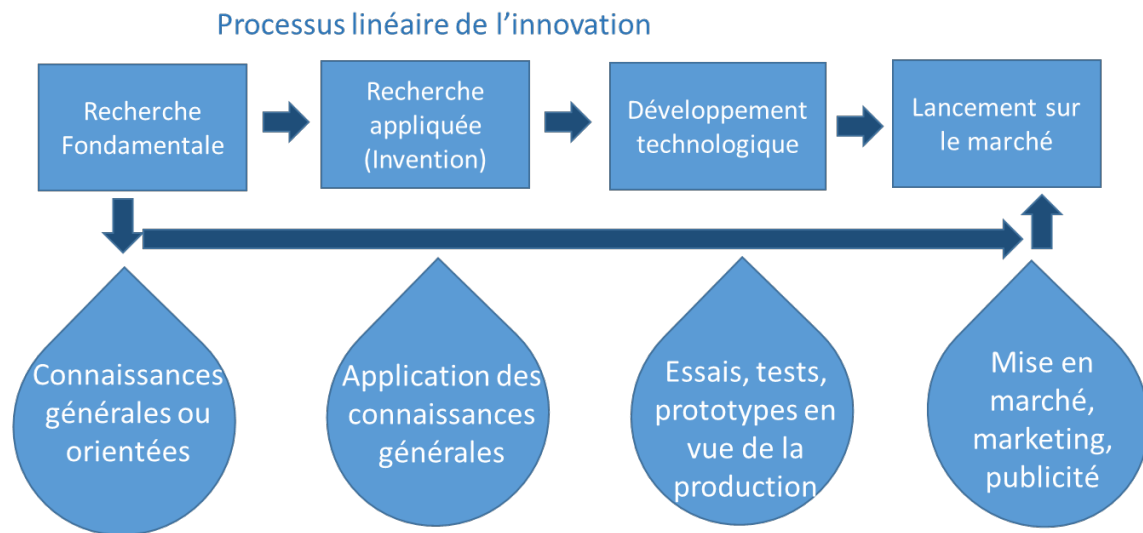 Processus linéaire de l’innovation
Recherche
Fondamentale
Recherche
appliquée
(Invention)
Développement
technologique
Lancement sur
le marché
Connaissances
générales ou
orientées
Application des
connaissances
générales
Essais, tests,
prototypes en
vue de la
production
Mise en
marché,
marketing,
publicité